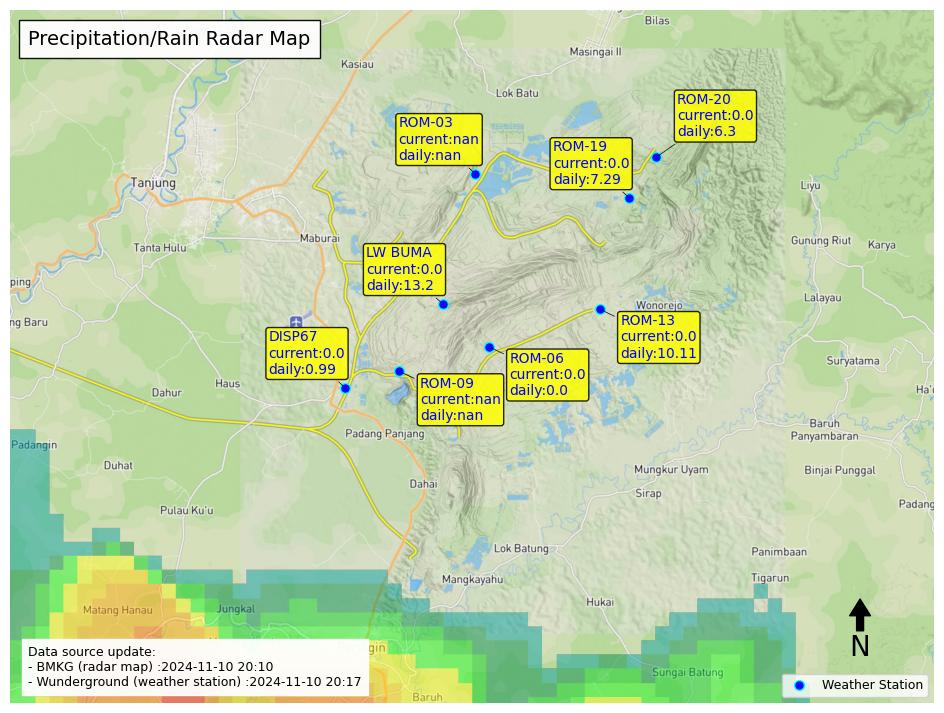 Precipitation/Rain Radar Map
Bilas
Masingai II
Kasiau
Lok Batu
ROM-20
current:0.0
daily:6.3
ROM-03
current:nan
daily:nan
ROM-19
current:0.0
daily:7.29
Tanjung
Liyu
Maburai
Tanta Hulu
Gunung Riut
Karya
LW BUMA
current:0.0
daily:13.2
ping
Lalayau
Wonorejo
ng Baru
ROM-13
current:0.0
daily:10.11
DISP67
current:0.0
daily:0.99
ROM-06
current:0.0
daily:0.0
Suryatama
ROM-09
current:nan
daily:nan
Haus
Dahur
Ha'
Baruh
Panyambaran
Padang Panjang
Padangin
Duhat
Mungkur Uyam
Binjai Punggal
Dahai
Sirap
Padang
Pulau Ku'u
Lok Batung
Panimbaan
Mangkayahu
Tigarun
Matang Hanau
Jungkal
Hukai
N
Sungai Batung
Baruh
Data source update:
- BMKG (radar map) :2024-11-10 20:10
- Wunderground (weather station) :2024-11-10 20:17
Weather Station